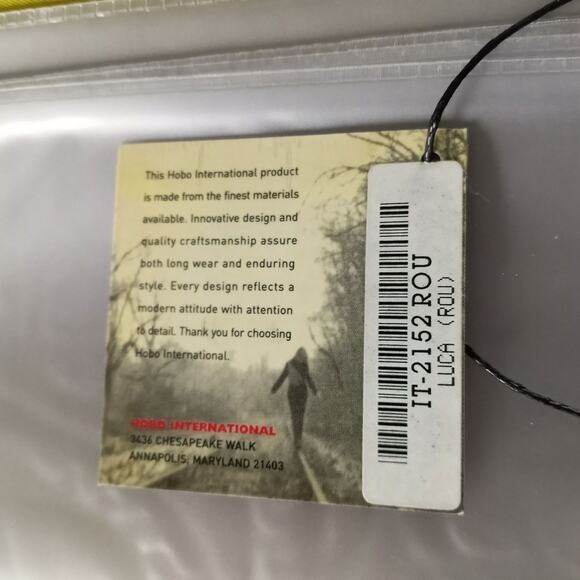 This Hobo International product
is made from the finest materials
available. Innovative design and
quality craftsmanship assure
both long wear and enduring
style. Every design reflects a
modern attitude with attention
to detail. Thank you for choosing
Hobo International.
HOBO INTERNATIONAL
3436 CHESAPEAKE WALK
ANNAPOLIS, MARYLAND 21403
IT-2152 ROU
LUCA (ROU)